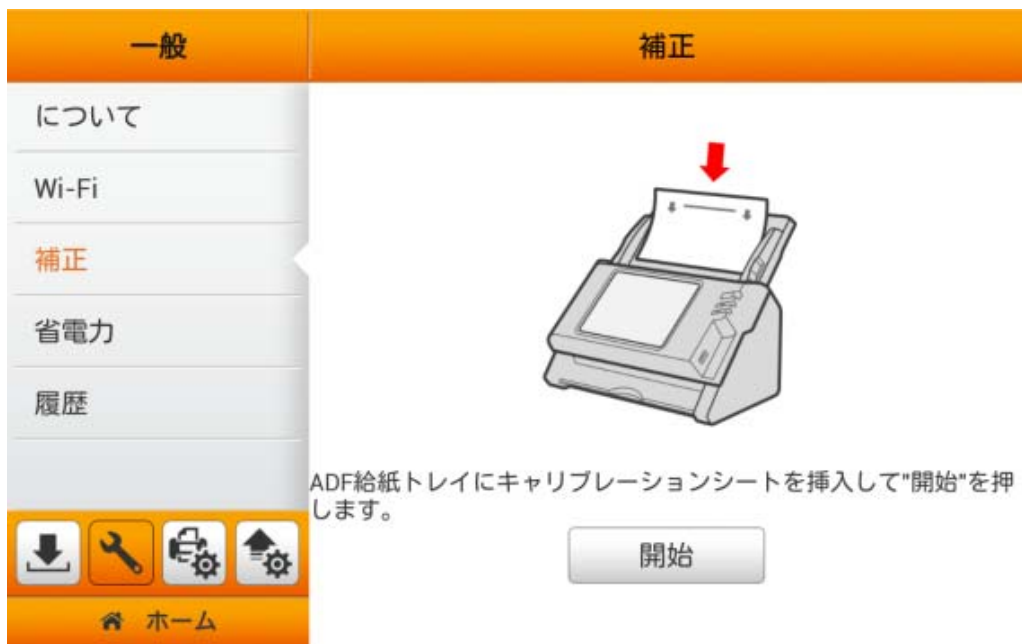 一般
補正
について
Wi-Fi
補正
省電力
履歴
ADF給紙トレイにキャリブレーションシートを挿入して"開始"を押
します。
開始
ホーム